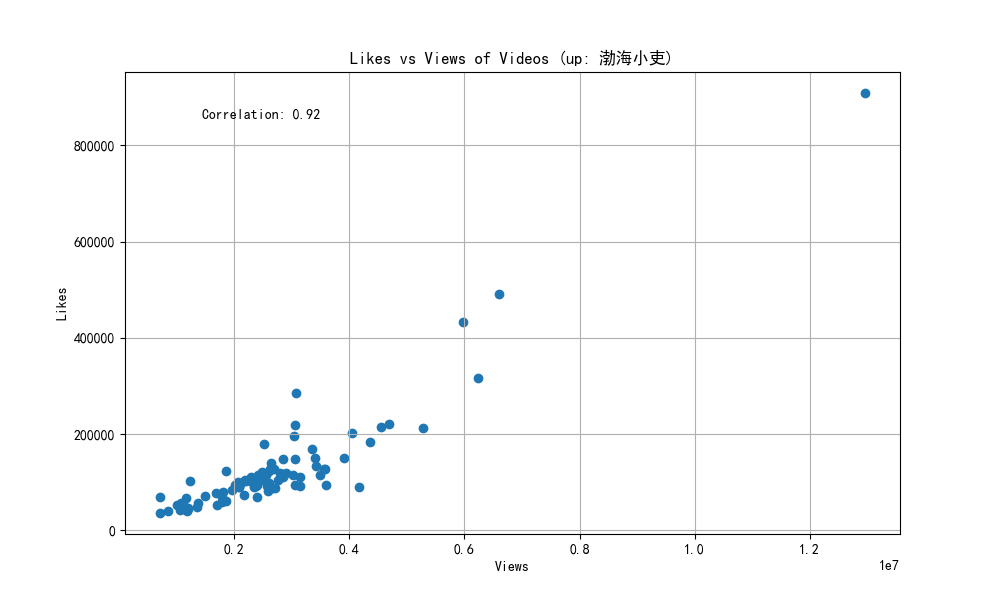 Likes vs Views of Videos (up: 渤海小吏)
Correlation: 0.92
800000
600000
400000
200000
0
Likes
0.2 0.4 0.6 0.8 1.0 1.2
1e7
Views